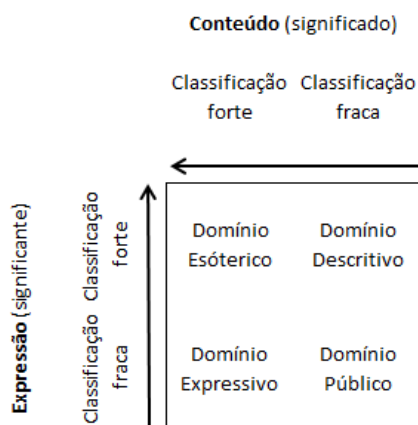 Conteúdo (significado)
Classificação Classificação
forte fraca
Expressão (significante)
Classificação
forte
Classificação
fraca
Domínio Domínio
Esóterico Descritivo
Domínio Domínio
Expressivo Público